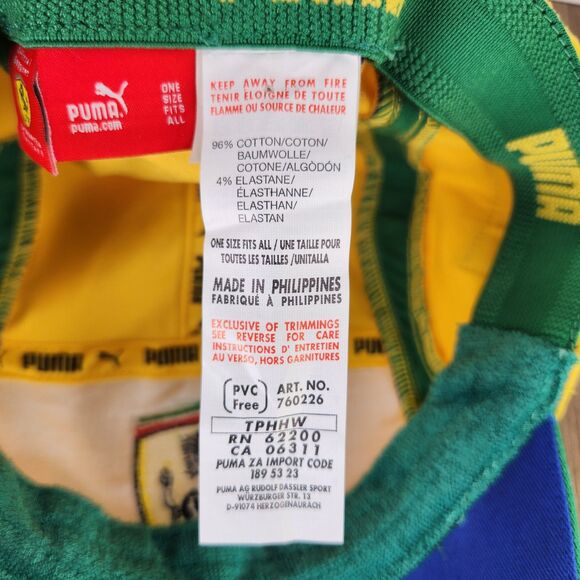 PUMA
puma.com
ONE
SIZE
FITS
ALL
KEEP AWAY FROM FIRE
TENIR ELOIGNE DE TOUTE
FLAMME OU SOURCE DE CHALEUR
96% COTTON/COTON/
BAUMWOLLE/
COTONE/ALGÒDÓN
4% ELASTANE/
ÉLASTHANNE/
ELASTHAN/
ELASTAN
ONE SIZE FITS ALL / UNE TAILLE POUR
TOUTES LES TAILLES /UNITALLA
MADE IN PHILIPPINES
FABRIQUÉ À PHILIPPINES
EXCLUSIVE OF TRIMMINGS
SEE REVERSE FOR CARE
INSTRUCTIONS D' ENTRETIEN
AU VERSO, HORS GARNITURES
PVC
Free
ART. NO.
760226
TPHHW
RN 62200
CA 06311
PUMA ZA IMPORT CODE
189 53 23
PUMA AG RUDOLF DASSLER SPORT
WÜRZBURGER STR. 13
D-91074 HERZOGENAURACH
PUMA
PUMA
PUMA
PUMA